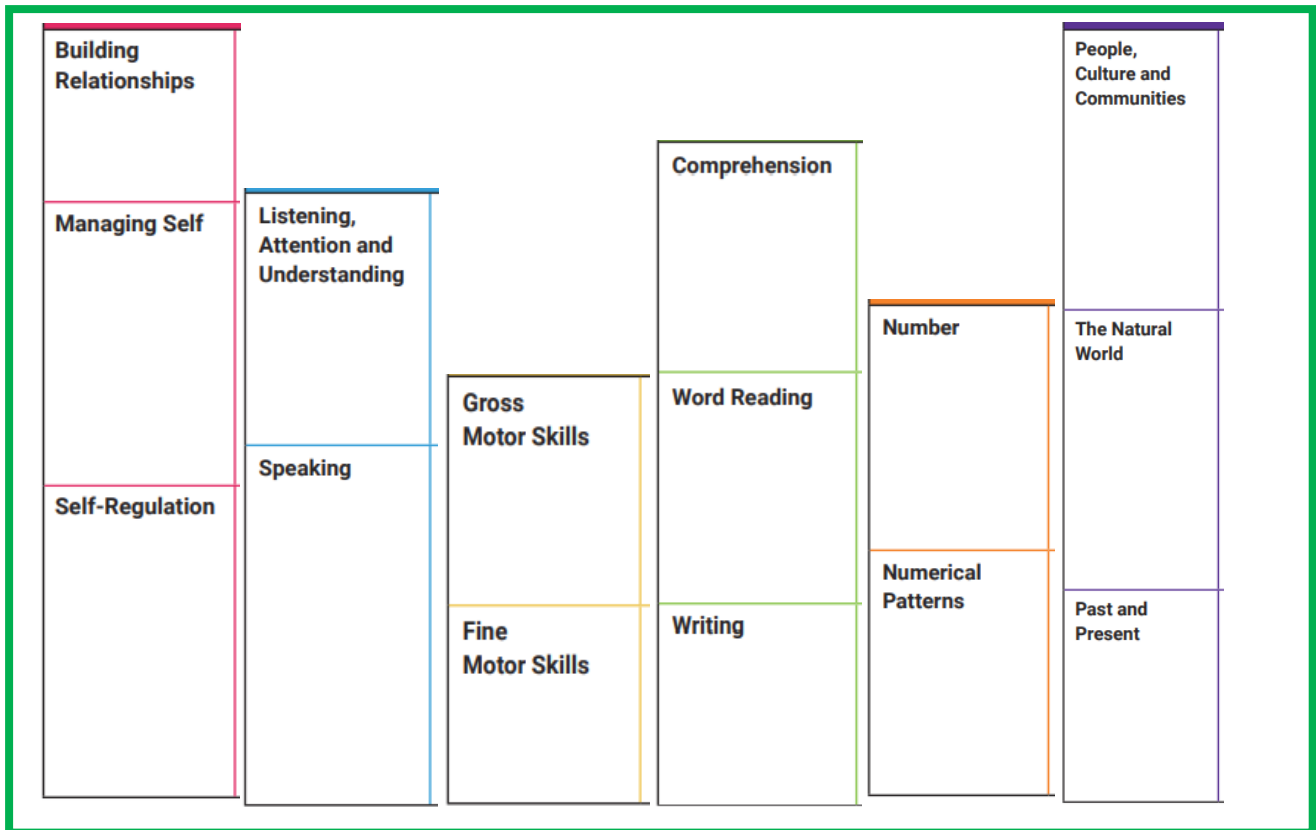 Building
Relationships
Managing Self
Self-Regulation
Listening,
Attention and
Understanding
Speaking
Gross
Motor Skills
Fine
Motor Skills
Comprehension
Word Reading
Writing
Number
Numerical
Patterns
People,
Culture and
Communities
The Natural
World
Past and
Present